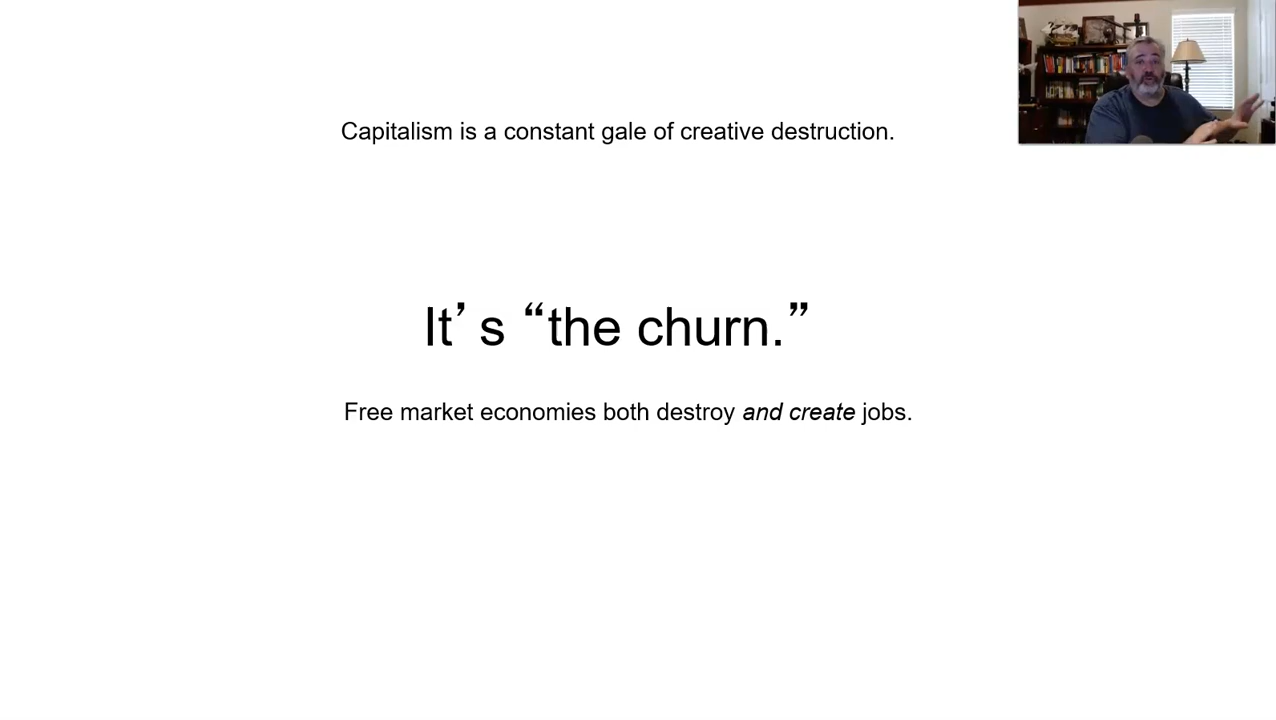 Capitalism is a constant gale of creative destruction.
It’s “the churn.”
Free market economies both destroy and create jobs.